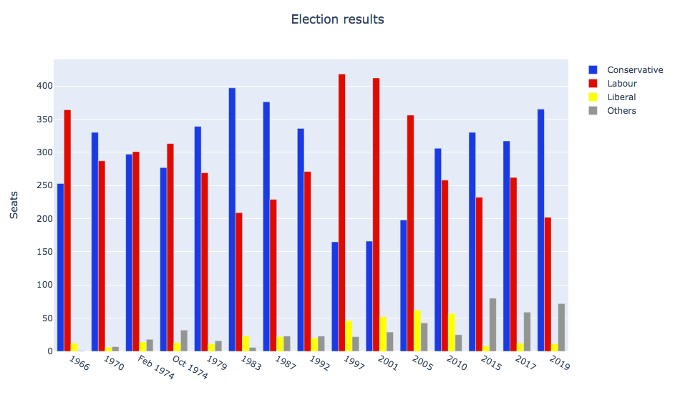 Election results
Conservative
Labour
Liberal
Others
Seats
400
350
300
250
200
150
100
50
0
1966
1970
Feb 1974
Oct 1974
1979
1983
1987
1992
1997
2001
2005
2010
2015
2017
2019